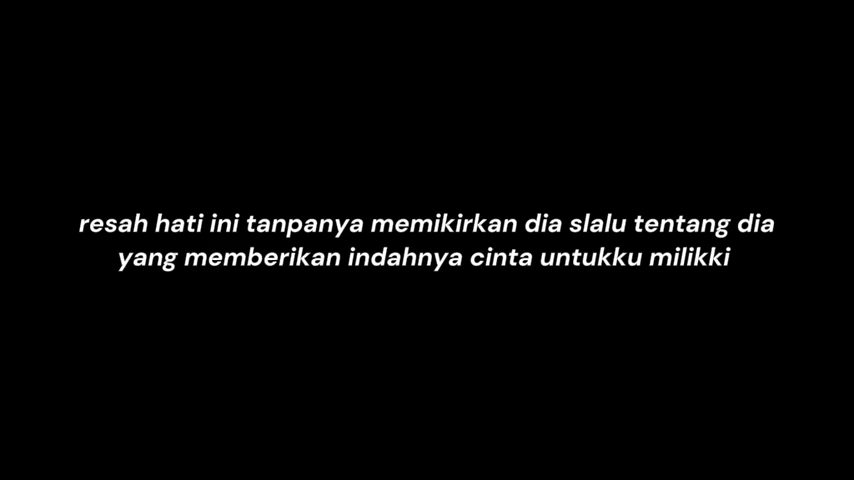 resah hati ini tanpanya memikirkan dia slalu tentang dia
yang memberikan indahnya cinta untukku milikki